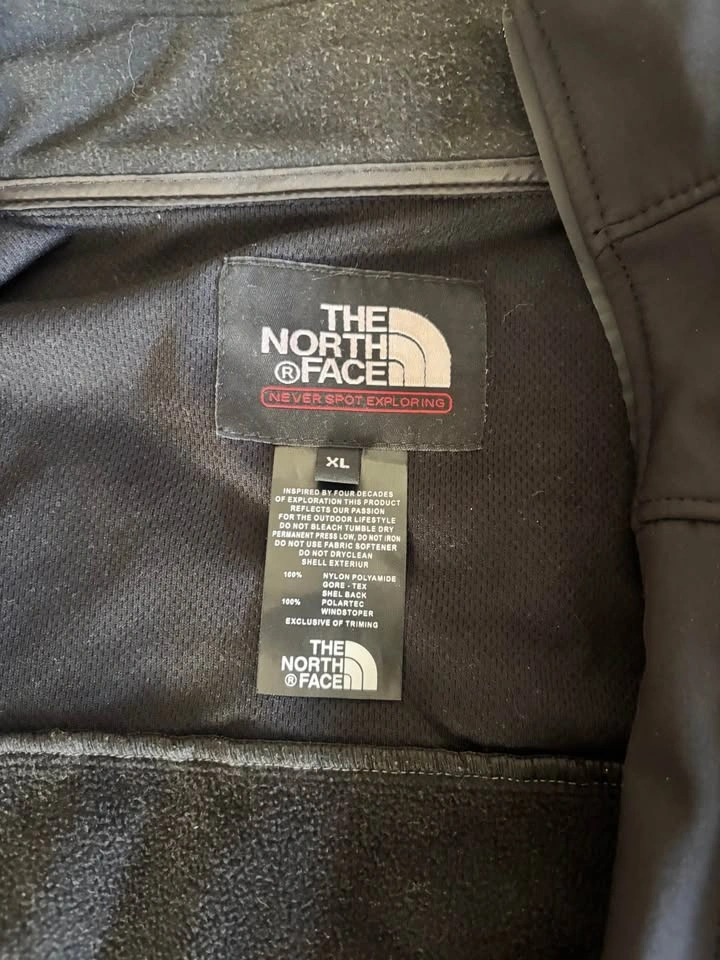 THE
NORTH
®FACE
NEVER SPOT EXPLORING
XL
INSPIRED BY FOUR DECADES
OF EXPLORATION THIS PRODUCT
REFLECTS OUR PASSION
FOR THE OUTDOOR LIFESTYLE
DO NOT BLEACH TUMBLE DRY
PERMANENT PRESS LOW, DO NOT IRON
DO NOT USE FABRIC SOFTENER
DO NOT DRYCLEAN
SHELL EXTERIUR
100% NYLON POLYAMIDE
GORE - TEX
SHEL BACK
100% POLARTEC
WINDSTOPER
EXCLUSIVE OF TRIMING
THE
NORTH
®FACE